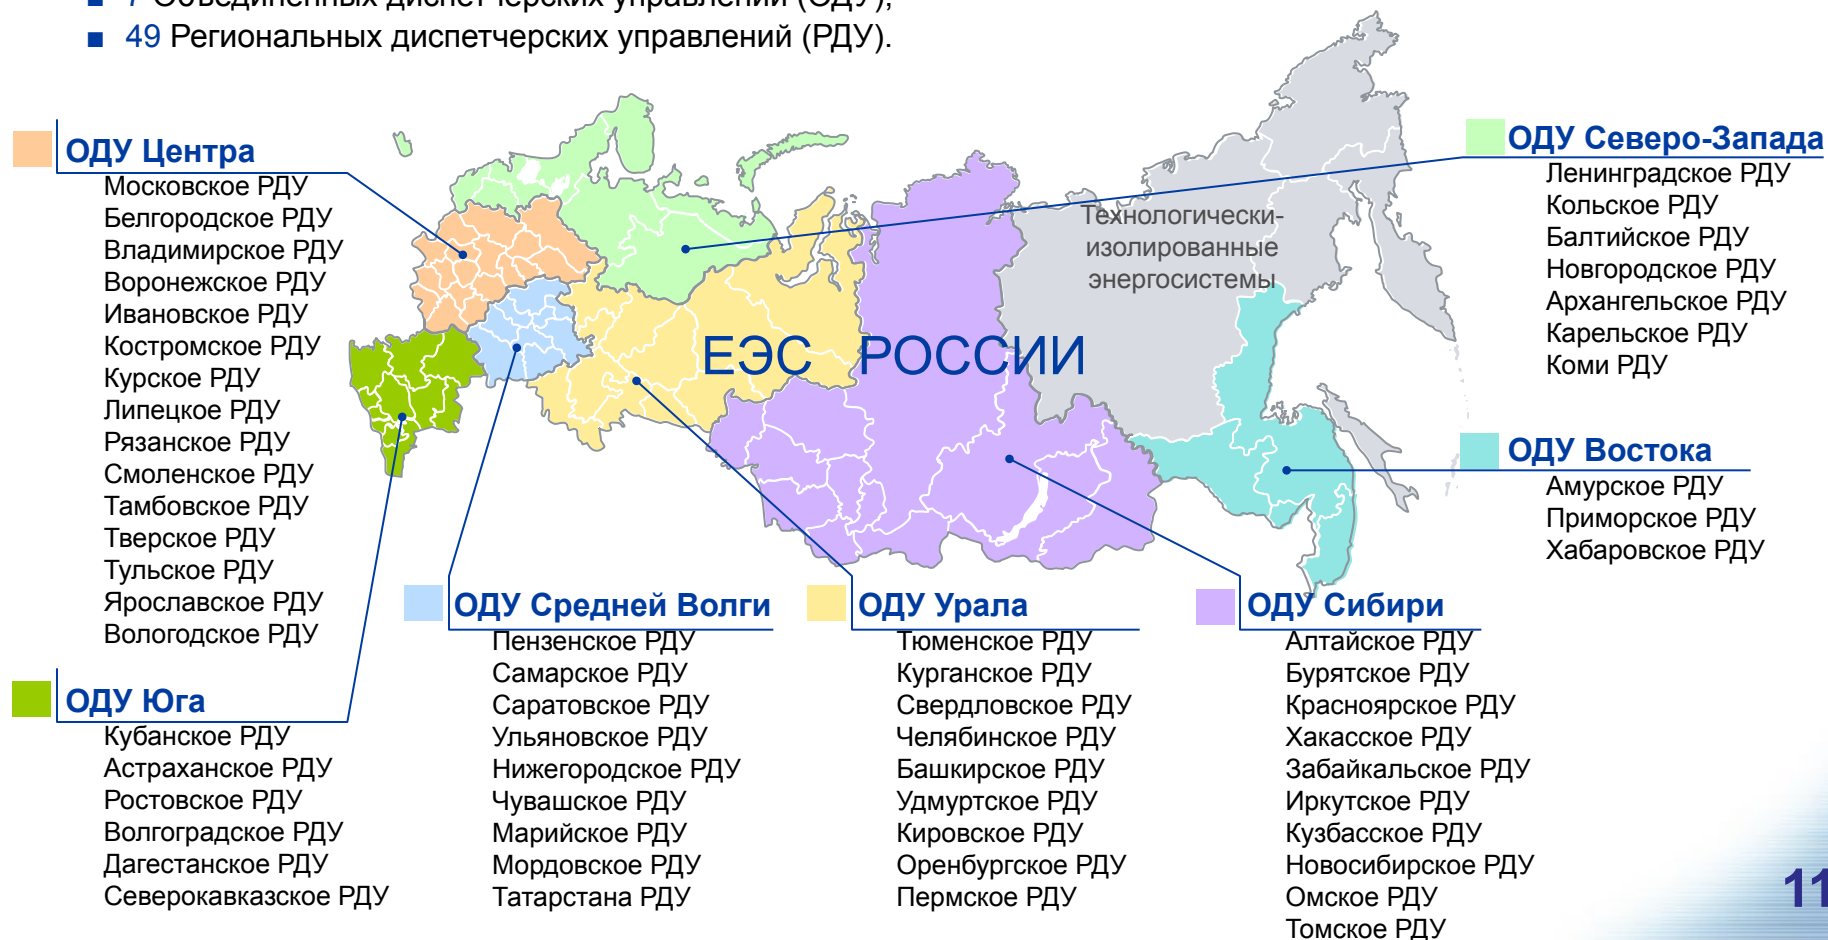 7 Объединенных диспетчерских управлений (ОДУ);
49 Региональных диспетчерских управлений (РДУ).
ОДУ Центра
Московское РДУ
Белгородское РДУ
Владимирское РДУ
Воронежское РДУ
Ивановское РДУ
Костромское РДУ
Курское РДУ
Липецкое РДУ
Рязанское РДУ
Смоленское РДУ
Тамбовское РДУ
Тверское РДУ
Тульское РДУ
Ярославское РДУ
Вологодское РДУ
ОДУ Юга
Кубанское РДУ
Астраханское РДУ
Ростовское РДУ
Волгоградское РДУ
Дагестанское РДУ
Северокавказское РДУ
Технологически-
изолированные
энергосистемы
ЕЭС РОССИИ
ОДУ Средней Волги
Пензенское РДУ
Самарское РДУ
Саратовское РДУ
Ульяновское РДУ
Нижегородское РДУ
Чувашское РДУ
Марийское РДУ
Мордовское РДУ
Татарстана РДУ
ОДУ Урала
Тюменское РДУ
Курганское РДУ
Свердловское РДУ
Челябинское РДУ
Башкирское РДУ
Удмуртское РДУ
Кировское РДУ
Оренбургское РДУ
Пермское РДУ
ОДУ Сибири
Алтайское РДУ
Бурятское РДУ
Красноярское РДУ
Хакасское РДУ
Забайкальское РДУ
Иркутское РДУ
Кузбасское РДУ
Новосибирское РДУ
Омское РДУ
Томское РДУ
ОДУ Северо-Запада
Ленинградское РДУ
Кольское РДУ
Балтийское РДУ
Новгородское РДУ
Архангельское РДУ
Карельское РДУ
Коми РДУ
ОДУ Востока
Амурское РДУ
Приморское РДУ
Хабаровское РДУ
11